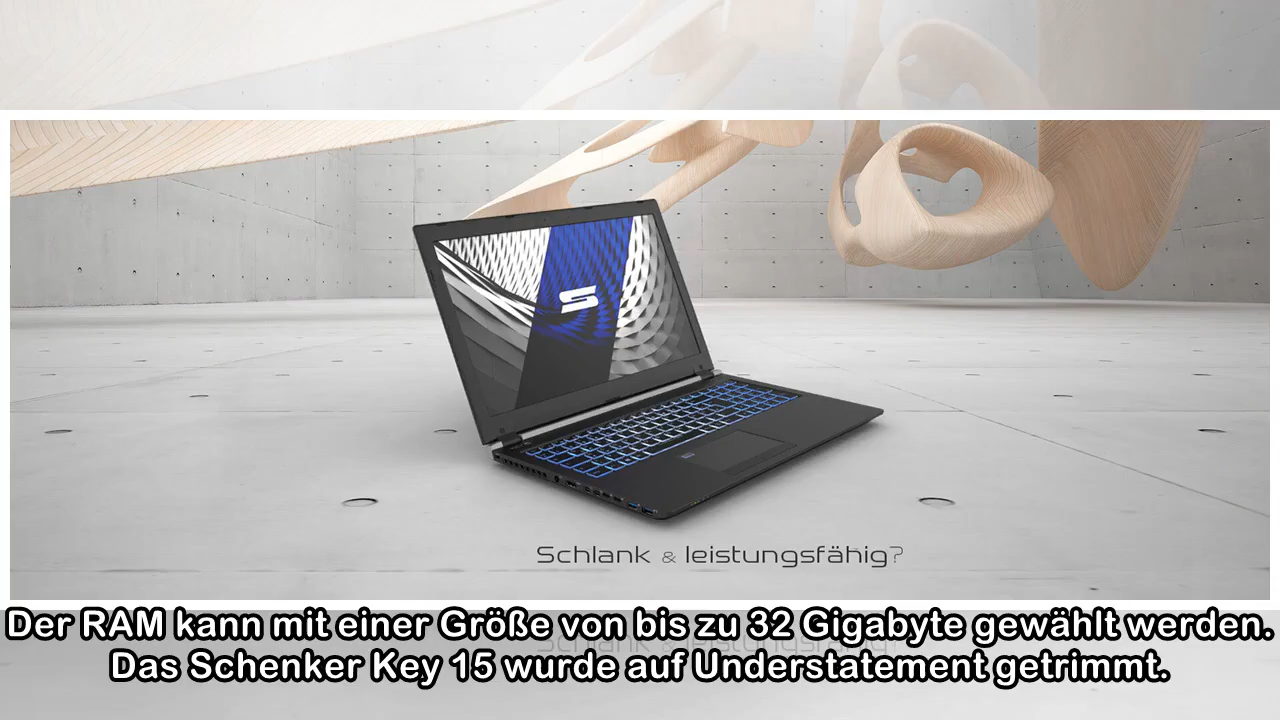 Schlank & leistungsfähig?
Der RAM kann mit einer Größe von bis zu 32 Gigabyte gewählt werden.
Das Schenker Key 15 wurde auf Understatement getrimmt.